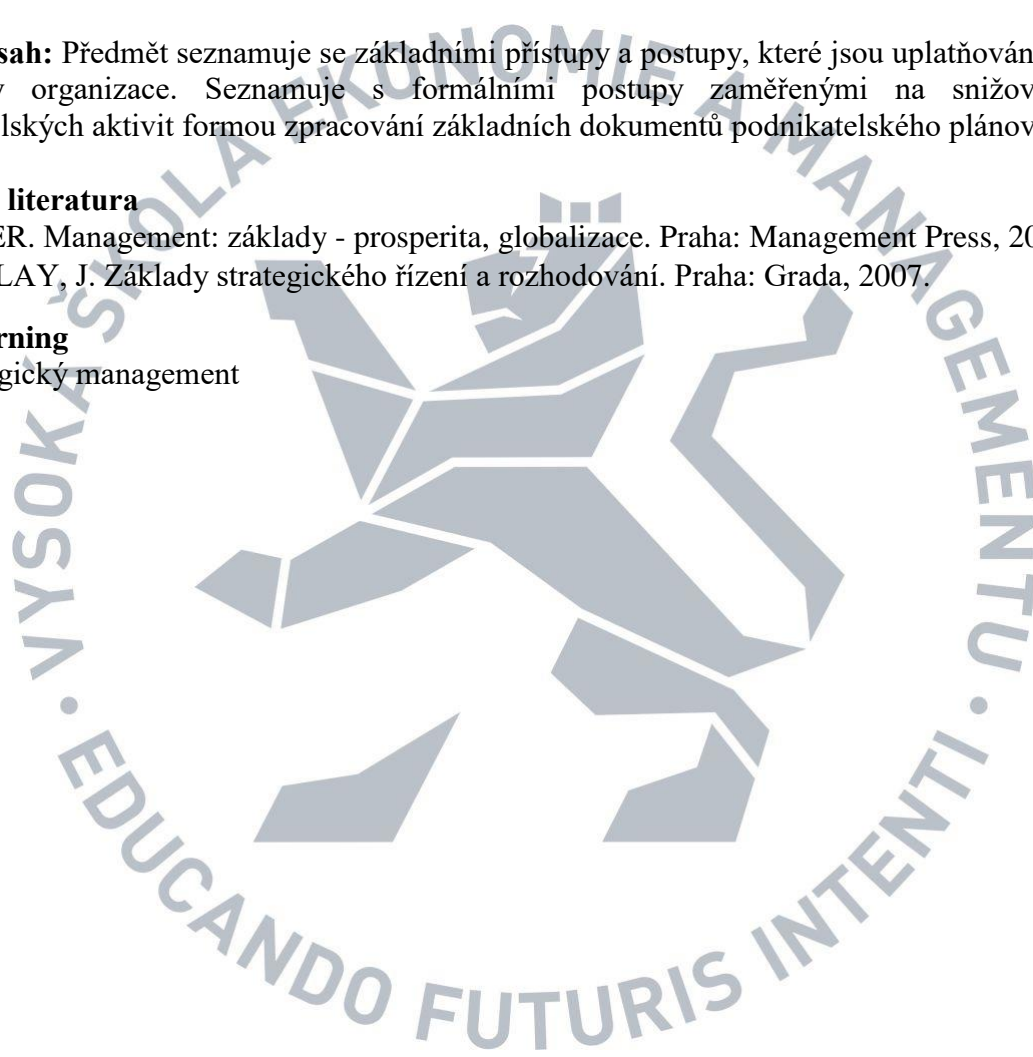 sah: Předmět seznamuje se základními přístupy a postupy, které jsou uplatňován
y organizace. Seznamuje s formálními postupy zaměřenými na snižov
lských aktivit formou zpracování základních dokumentů podnikatelského plánov
literatura
ER. Management: základy - prosperita, globalizace. Praha: Management Press, 20
LAY, J. Základy strategického řízení a rozhodování. Praha: Grada, 2007.
rning
gický management
VYSOKÁ ŠKOLA EKONOMIE A MANAGEMENTU
• EDUCANDO FUTURIS INTENTI •